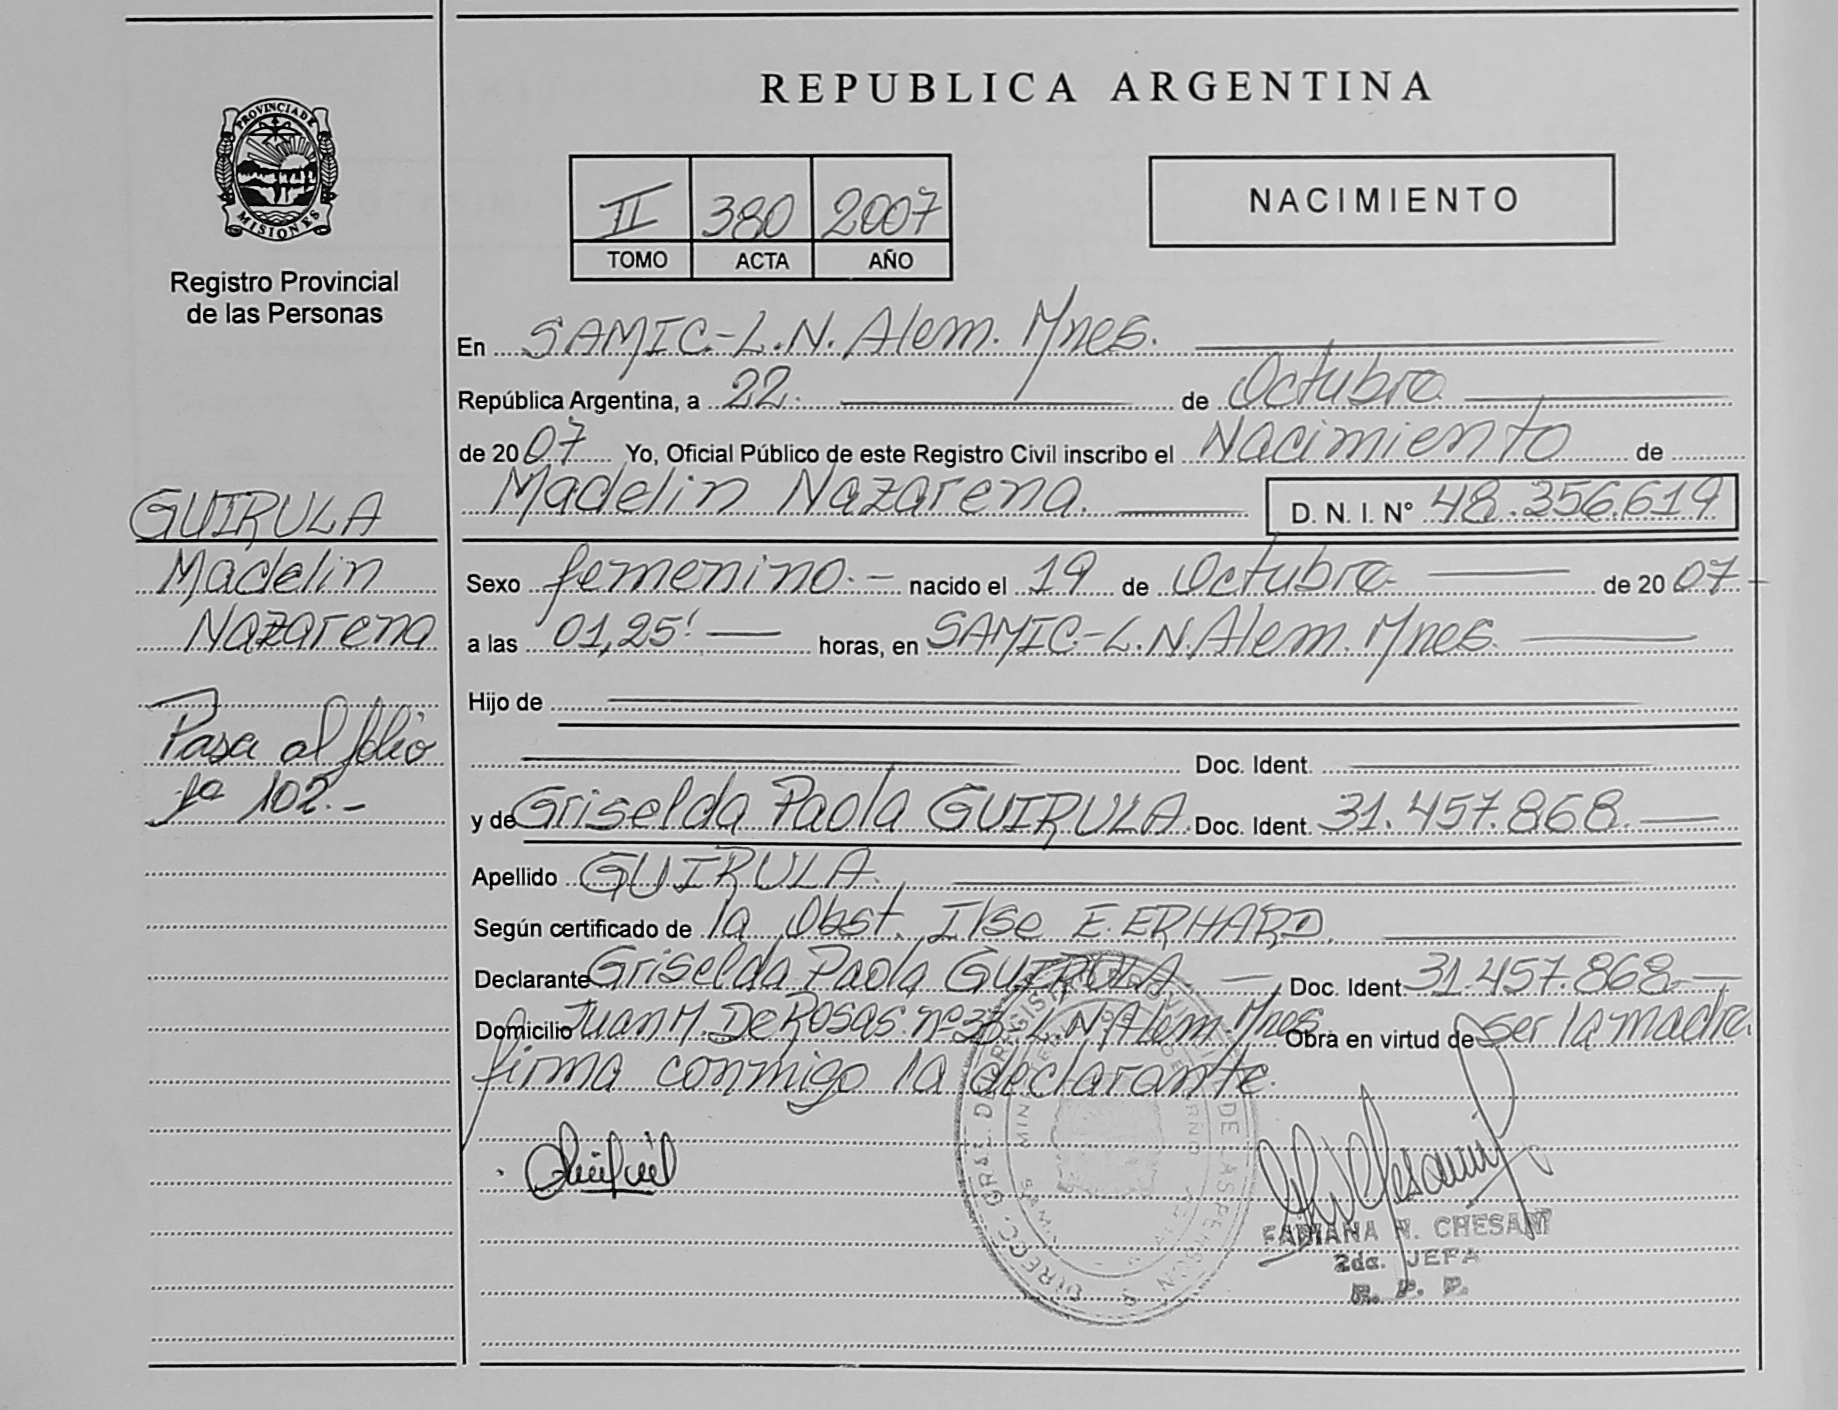 REPUBLICA ARGENTINA
PROVINCIA DE MISIONES
Registro Provincial
de las Personas
II 380 2007
TOMO ACTA AÑO
NACIMIENTO
En SAMIC.-L.N. Alem. Mnes.
República Argentina, a 22. de Octubre
de 2007 Yo, Oficial Público de este Registro Civil inscribo el Nacimiento de
Madelin Nazarena. D. N. I. Nº 48.356.619
GUIRULA
Madelin
Nazarena
Pasa al folio
102.-
Sexo femenino.- nacido el 19 de Octubre de 2007-
a las 01,25' horas, en SAMIC.-L.N. Alem. Mnes.
Hijo de
Doc. Ident.
y de Griselda Paola GUIRULA. Doc. Ident. 31.457.868.
Apellido GUIRULA.
Según certificado de la Obst. Ilse E. ERHARD.
Declarante Griselda Paola GUIRULA Doc. Ident. 31.457.868.
Domicilio Juan M. De Rosas. nº 33-L.N. Alem. Mnes. Obra en virtud de ser la madre.
firma conmigo la declarante.
FABIANA N. CHESANI
2da. JEFA
R. P. P.